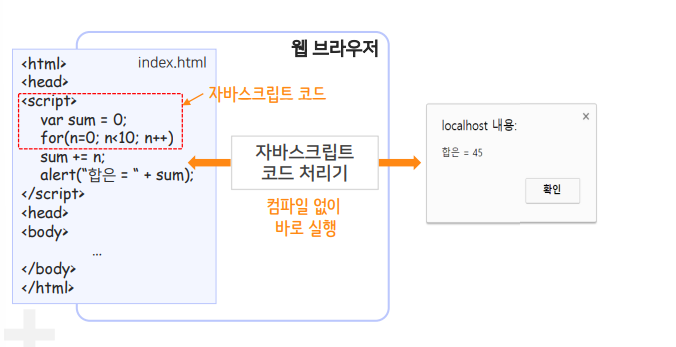 웹 브라우저
index.html
<html>
<head>
<script>
var sum = 0;
for(n=0; n<10; n++)
sum += n;
alert("합은 = “ + sum);
</script>
<head>
<body>
...
</body>
</html>
자바스크립트 코드
자바스크립트
코드 처리기
컴파일 없이
바로 실행
localhost 내용:
×
합은 = 45
확인